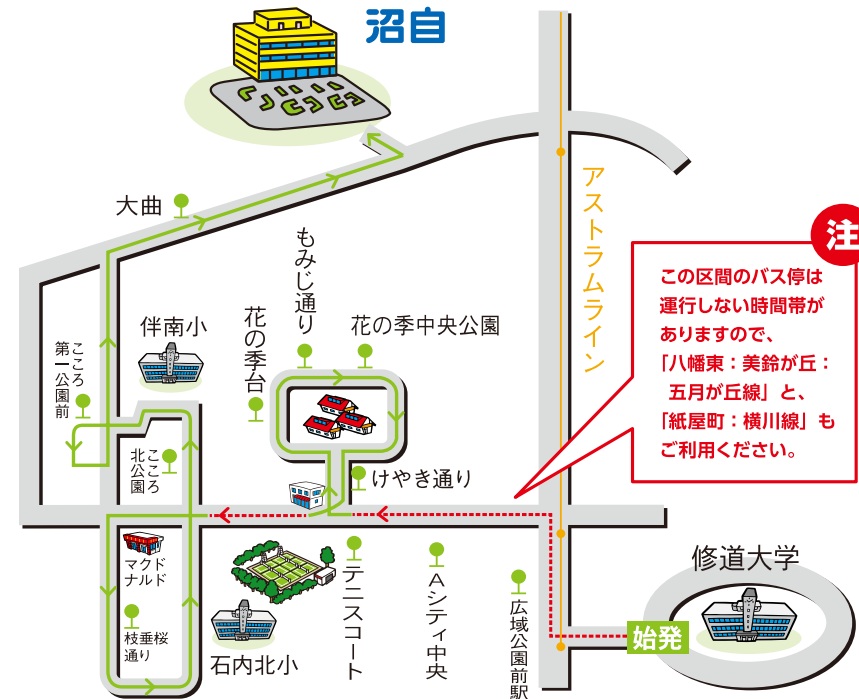 沼自
大曲
アストラムライン
注
この区間のバス停は
運行しない時間帯が
ありますので、
「八幡東：美鈴が丘：
五月が丘線」と、
「紙屋町：横川線」も
ご利用ください。
もみじ通り
花の季台
花の季中央公園
伴南小
こころ
第一公園前
こころ
北公園
けやき通り
マクド
ナルド
枝垂桜
通り
石内北小
テニスコート
Aシティ中央
広域公園前駅
始発
修道大学